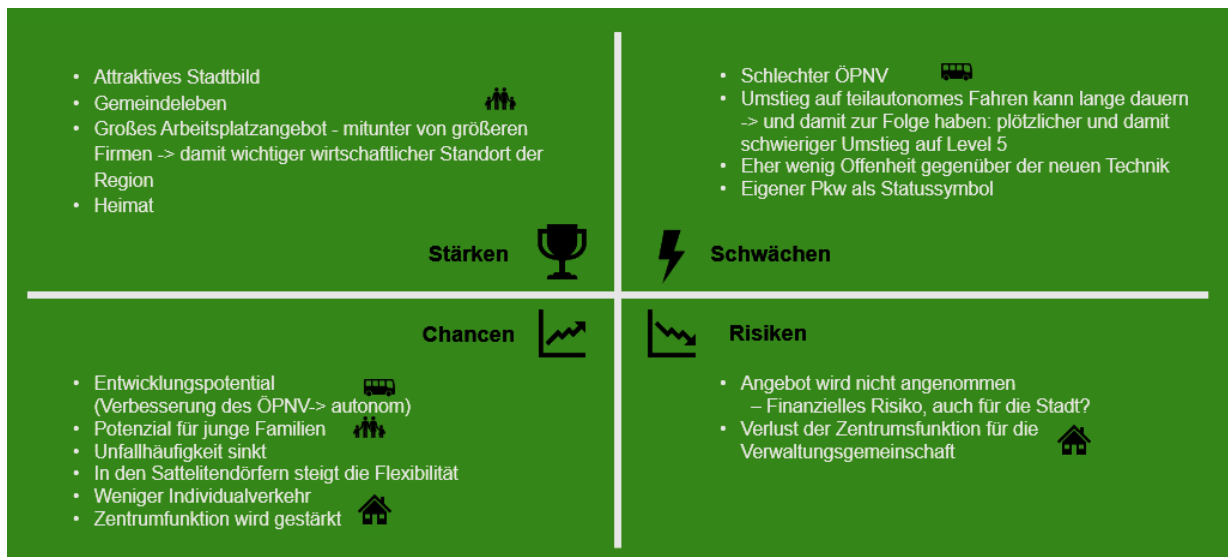 • Attraktives Stadtbild
• Gemeindeleben
• Großes Arbeitsplatzangebot - mitunter von größeren
Firmen -> damit wichtiger wirtschaftlicher Standort der
Region
• Heimat
Stärken
• Schlechter ÖPNV
• Umstieg auf teilautonomes Fahren kann lange dauern
-> und damit zur Folge haben: plötzlicher und damit
schwieriger Umstieg auf Level 5
• Eher wenig Offenheit gegenüber der neuen Technik
• Eigener Pkw als Statussymbol
Schwächen
Chancen
• Entwicklungspotential
(Verbesserung des ÖPNV-> autonom)
• Potenzial für junge Familien
• Unfallhäufigkeit sinkt
• In den Sattelitendörfern steigt die Flexibilität
• Weniger Individualverkehr
• Zentrumfunktion wird gestärkt
Risiken
• Angebot wird nicht angenommen
– Finanzielles Risiko, auch für die Stadt?
• Verlust der Zentrumsfunktion für die
Verwaltungsgemeinschaft